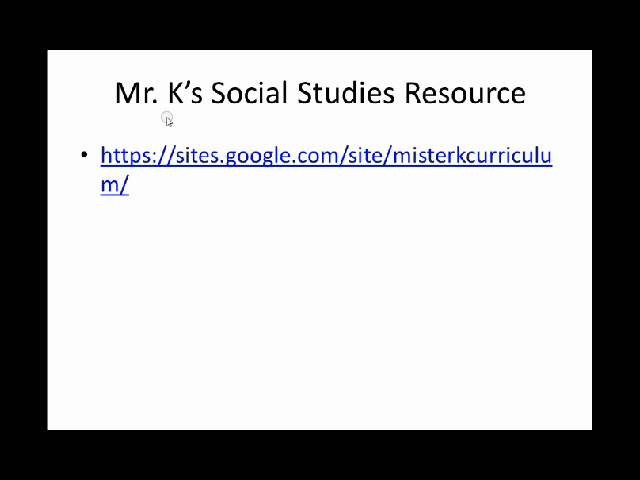 Mr. K's Social Studies Resource
• https://sites.google.com/site/misterkcurriculu
m/